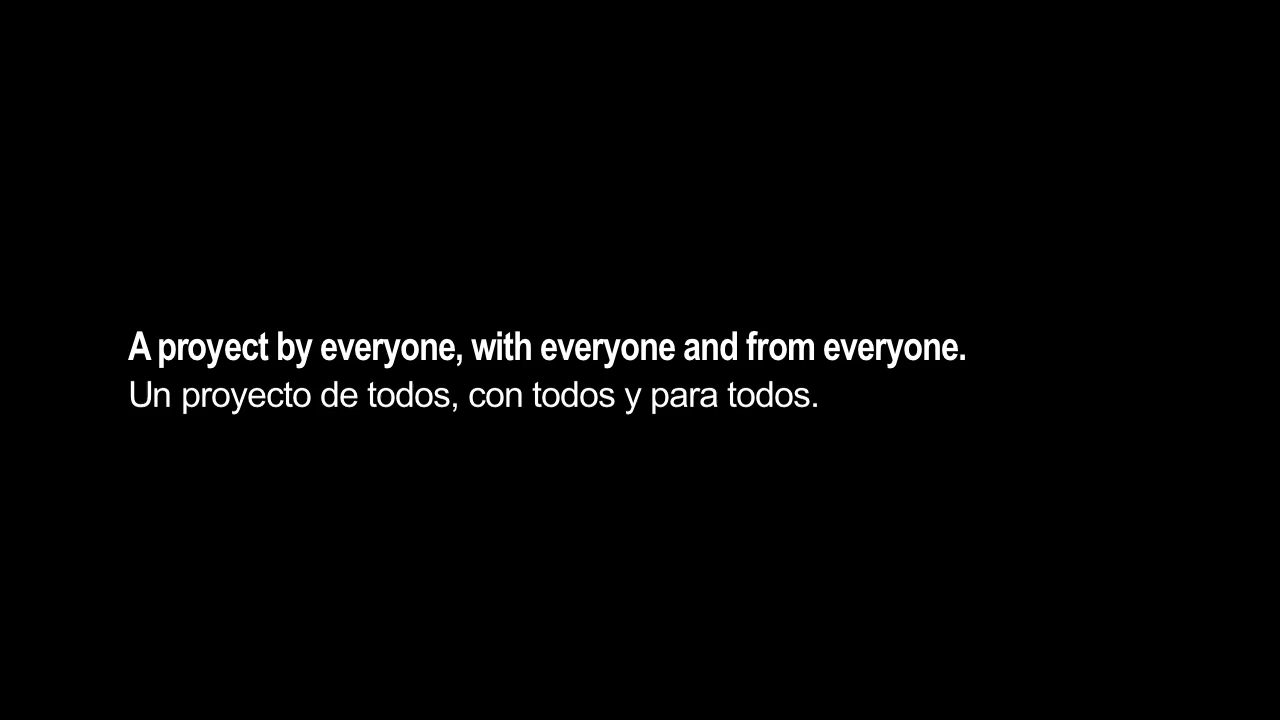 A proyect by everyone, with everyone and from everyone.
Un proyecto de todos, con todos y para todos.